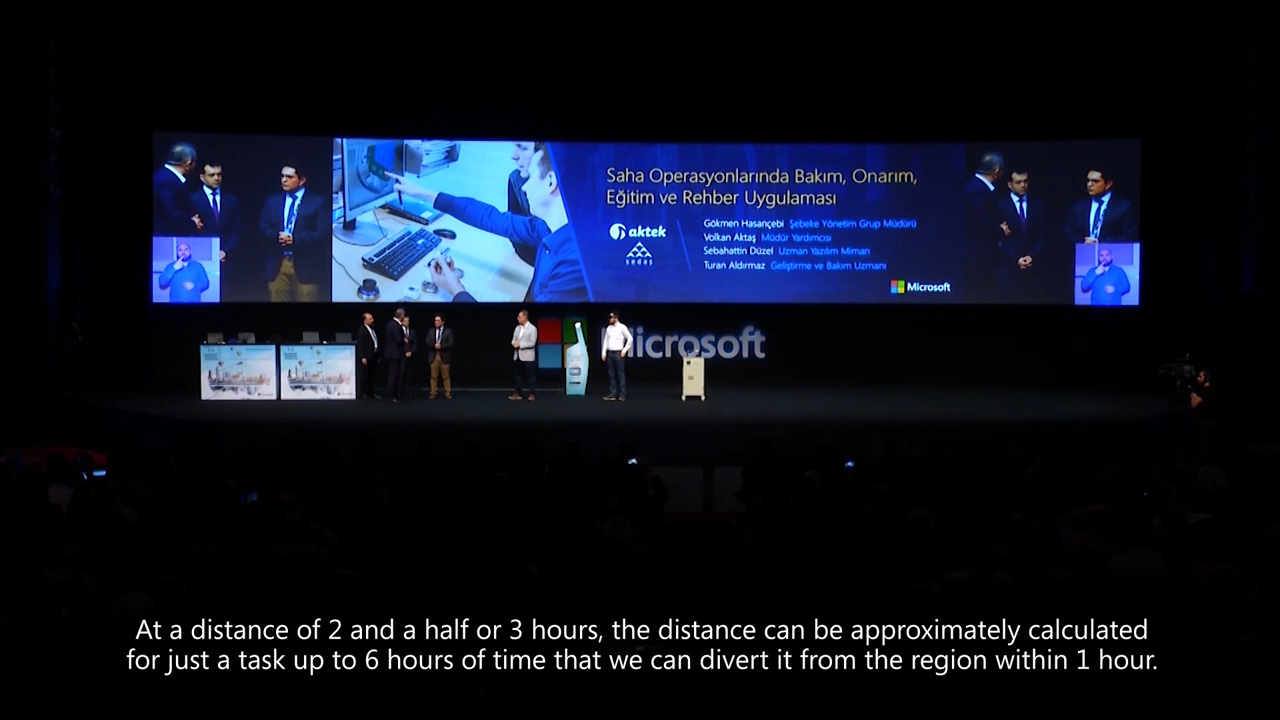 Saha Operasyonlarında Bakım, Onarım,
Eğitim ve Rehber Uygulaması
aktek
sedaş
Gökmen Hasançebi Şebeke Yönetim Grup Müdürü
Volkan Aktaş Müdür Yardımcısı
Sebahattin Düzel Uzman Yazılım Mimarı
Turan Aldırmaz Geliştirme ve Bakım Uzmanı
Microsoft
Microsoft
At a distance of 2 and a half or 3 hours, the distance can be approximately calculated
for just a task up to 6 hours of time that we can divert it from the region within 1 hour.